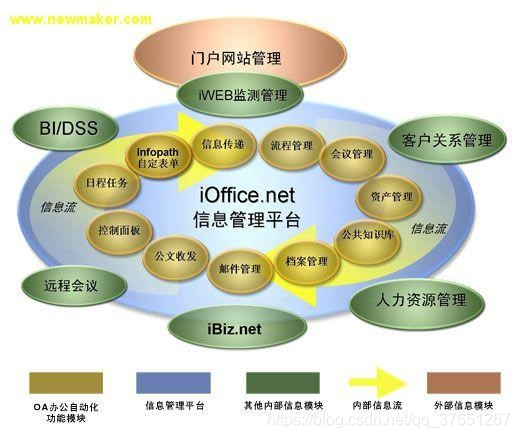 www.newmaker.com
门户网站管理
iWEB监测管理
BI/DSS
客户关系管理
Infopath
自定表单
信息传递
流程管理
会议管理
日程任务
iOffice.net
信息管理平台
资产管理
信息流
信息流
控制面板
公共知识库
公文收发
邮件管理
档案管理
远程会议
人力资源管理
iBiz.net
OA办公自动化
功能模块
信息管理平台
其他内部信息模块
内部信息流
外部信息模块
https://blog.csdn.net/qq_37651267